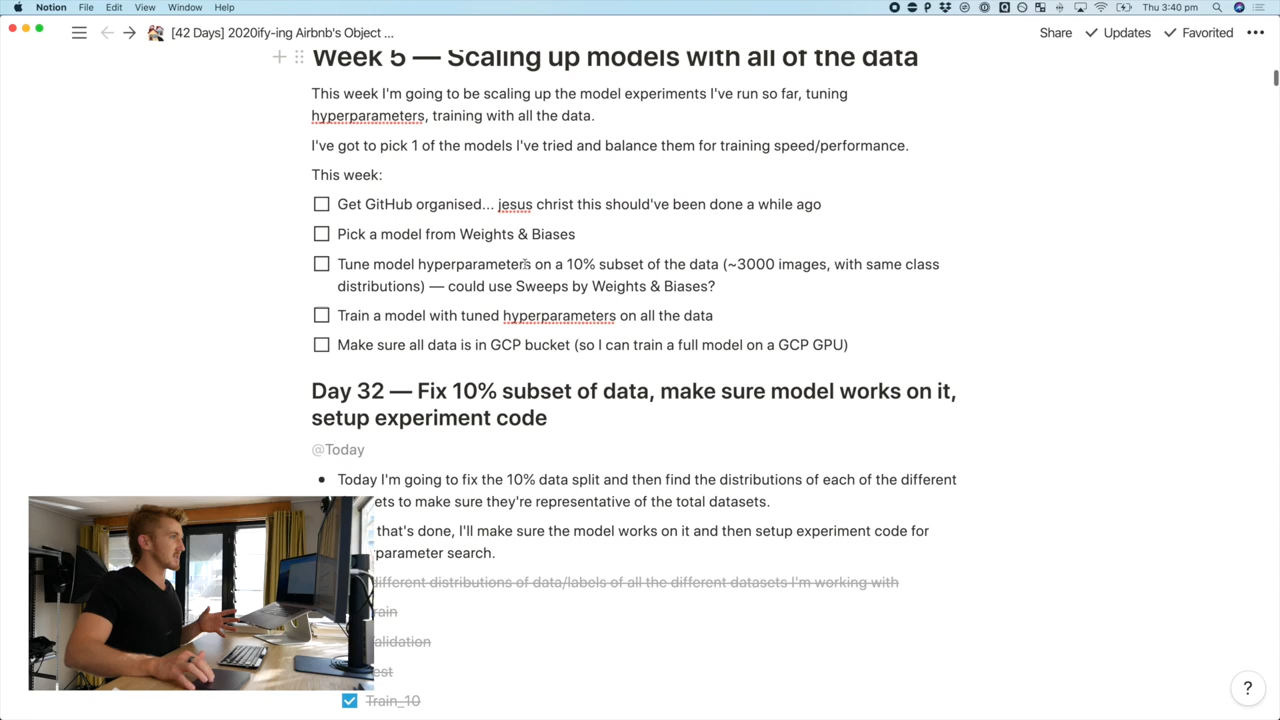 Notion File Edit View Window Help Thu 3:40 pm
[42 Days] 2020ify-ing Airbnb's Object ... Share Updates Favorited
Week 5 — Scaling up models with all of the data
This week I'm going to be scaling up the model experiments I've run so far, tuning
hyperparameters, training with all the data.
I've got to pick 1 of the models I've tried and balance them for training speed/performance.
This week:
Get GitHub organised... jesus christ this should've been done a while ago
Pick a model from Weights & Biases
Tune model hyperparameters on a 10% subset of the data (~3000 images, with same class
distributions) — could use Sweeps by Weights & Biases?
Train a model with tuned hyperparameters on all the data
Make sure all data is in GCP bucket (so I can train a full model on a GCP GPU)
Day 32 — Fix 10% subset of data, make sure model works on it,
setup experiment code
@Today
Today I'm going to fix the 10% data split and then find the distributions of each of the different
ets to make sure they're representative of the total datasets.
that's done, I'll make sure the model works on it and then setup experiment code for
parameter search.
different distributions of data/labels of all the different datasets I'm working with
rain
alidation
est
Train_10
?